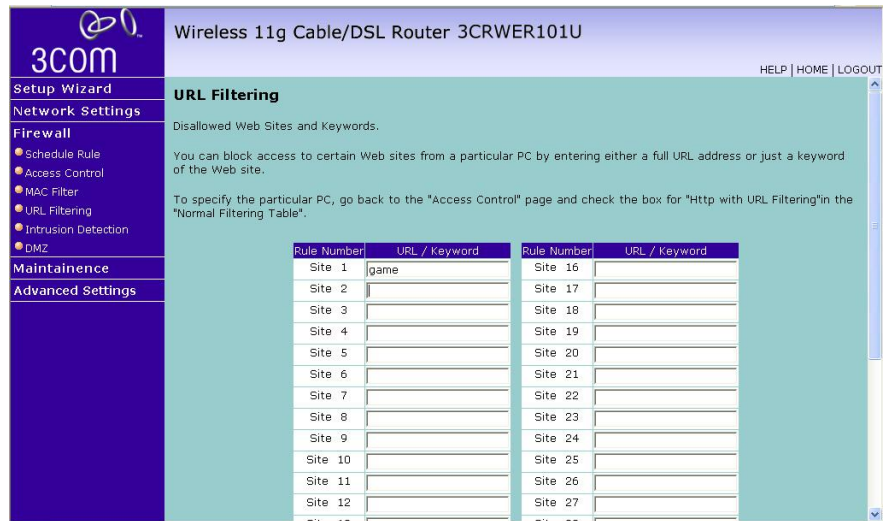 3COM
Wireless 11g Cable/DSL Router 3CRWER101U
HELP | HOME | LOGOUT
Setup Wizard
Network Settings
Firewall
Schedule Rule
Access Control
MAC Filter
URL Filtering
Intrusion Detection
DMZ
Maintainence
Advanced Settings
URL Filtering
Disallowed Web Sites and Keywords.
You can block access to certain Web sites from a particular PC by entering either a full URL address or just a keyword
of the Web site.
To specify the particular PC, go back to the "Access Control" page and check the box for "Http with URL Filtering"in the
"Normal Filtering Table".
Rule Number URL / Keyword Rule Number URL / Keyword
Site 1 game Site 16
Site 2 Site 17
Site 3 Site 18
Site 4 Site 19
Site 5 Site 20
Site 6 Site 21
Site 7 Site 22
Site 8 Site 23
Site 9 Site 24
Site 10 Site 25
Site 11 Site 26
Site 12 Site 27